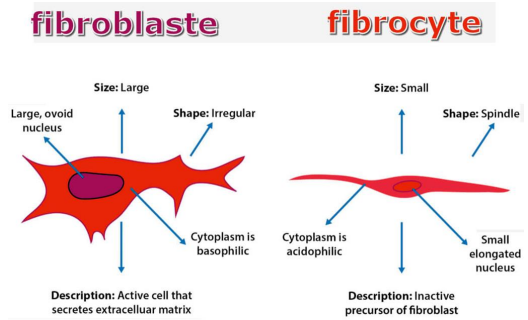 fibroblaste
fibrocyte
Size: Large
Large, ovoid
nucleus
Shape: Irregular
Cytoplasm is
basophilic
Description: Active cell that
secretes extracelluar matrix
Size: Small
Shape: Spindle
Cytoplasm is
acidophilic
Small
elongated
nucleus
Description: Inactive
precursor of fibroblast